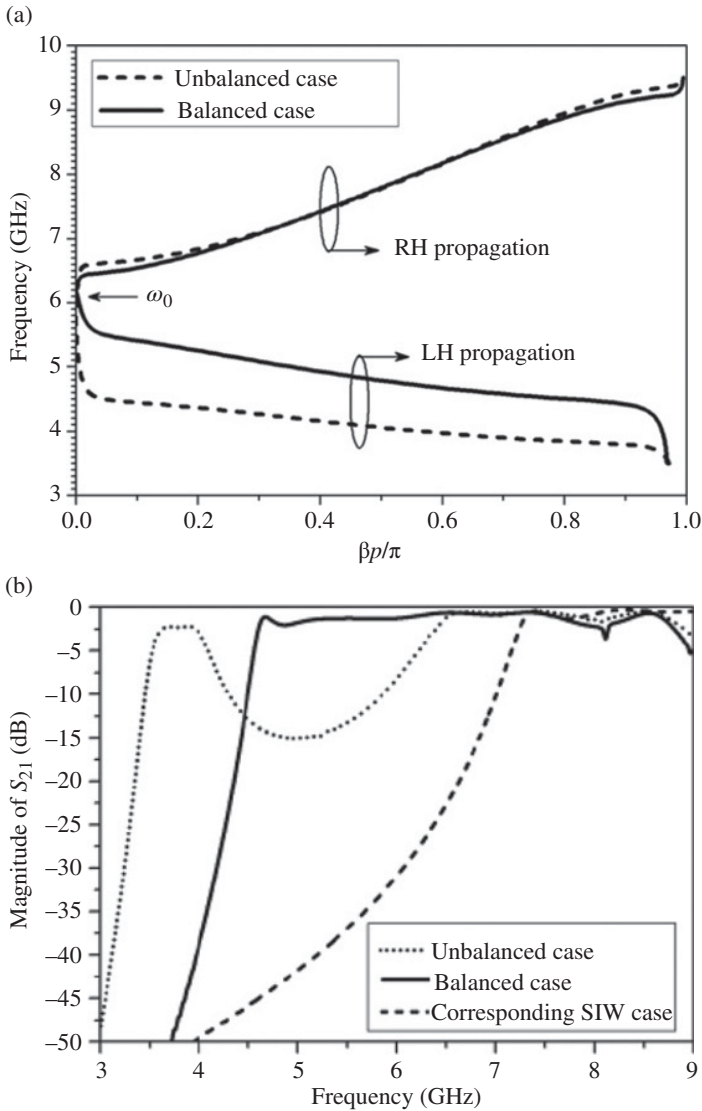 (a)
10
9
8
7
6
5
4
3
Frequency (GHz)
Unbalanced case
Balanced case
RH propagation
ω0
LH propagation
0.0 0.2 0.4 0.6 0.8 1.0
βp/π
(b)
0
−5
−10
−15
−20
−25
−30
−35
−40
−45
−50
Magnitude of S21 (dB)
Unbalanced case
Balanced case
Corresponding SIW case
3 4 5 6 7 8 9
Frequency (GHz)